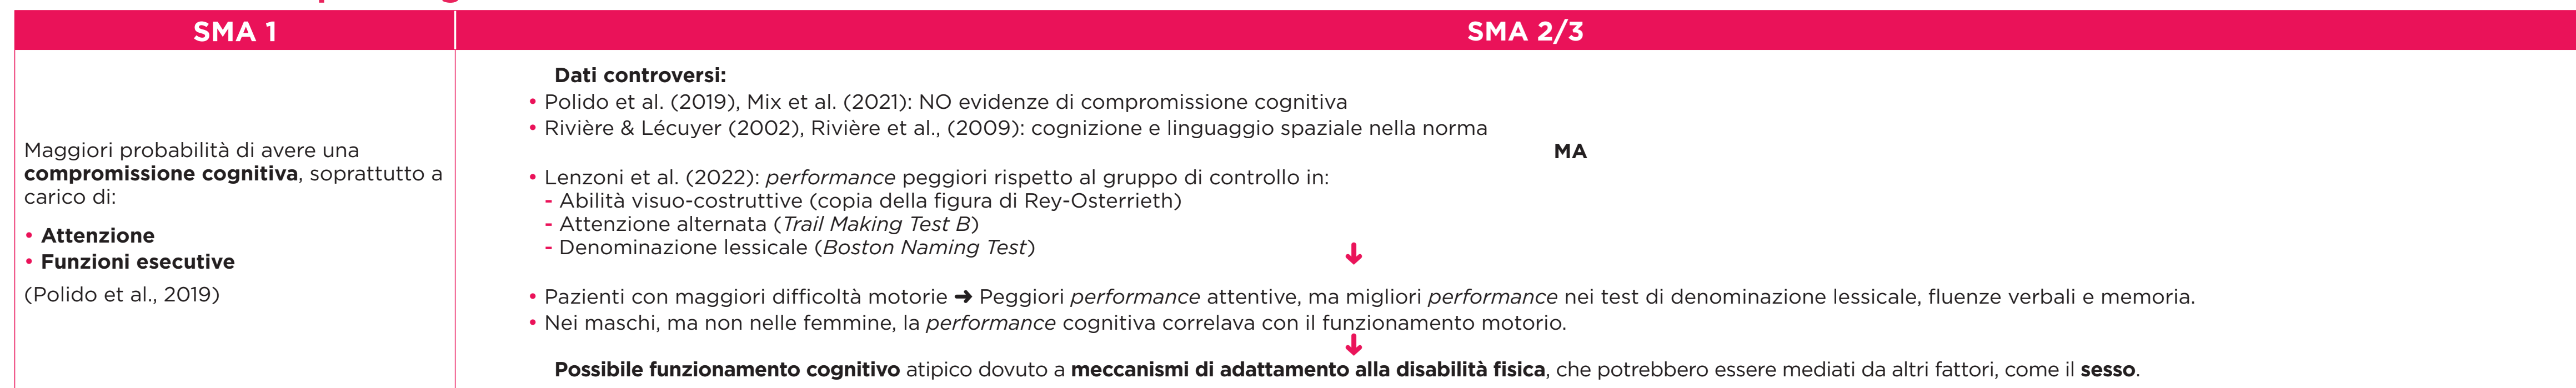 SMA 1
SMA 2/3
Maggiori probabilità di avere una
compromissione cognitiva, soprattutto a
carico di:
• Attenzione
• Funzioni esecutive
(Polido et al., 2019)
Dati controversi:
• Polido et al. (2019), Mix et al. (2021): NO evidenze di compromissione cognitiva
• Rivière & Lécuyer (2002), Rivière et al., (2009): cognizione e linguaggio spaziale nella norma
MA
• Lenzoni et al. (2022): performance peggiori rispetto al gruppo di controllo in:
- Abilità visuo-costruttive (copia della figura di Rey-Osterrieth)
- Attenzione alternata (Trail Making Test B)
- Denominazione lessicale (Boston Naming Test)
• Pazienti con maggiori difficoltà motorie ➜ Peggiori performance attentive, ma migliori performance nei test di denominazione lessicale, fluenze verbali e memoria.
• Nei maschi, ma non nelle femmine, la performance cognitiva correlava con il funzionamento motorio.
Possibile funzionamento cognitivo atipico dovuto a meccanismi di adattamento alla disabilità fisica, che potrebbero essere mediati da altri fattori, come il sesso.